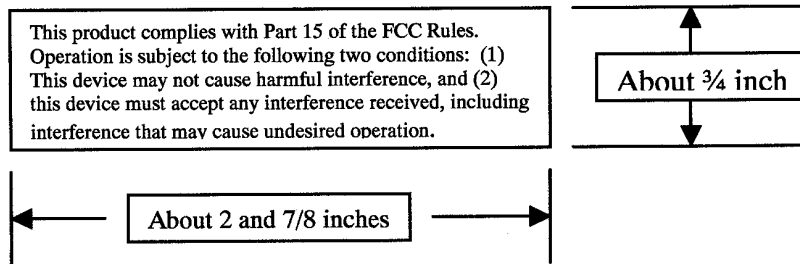 This product complies with Part 15 of the FCC Rules.
Operation is subject to the following two conditions: (1)
This device may not cause harmful interference, and (2)
this device must accept any interference received, including
interference that may cause undesired operation.
About ¾ inch
About 2 and 7/8 inches